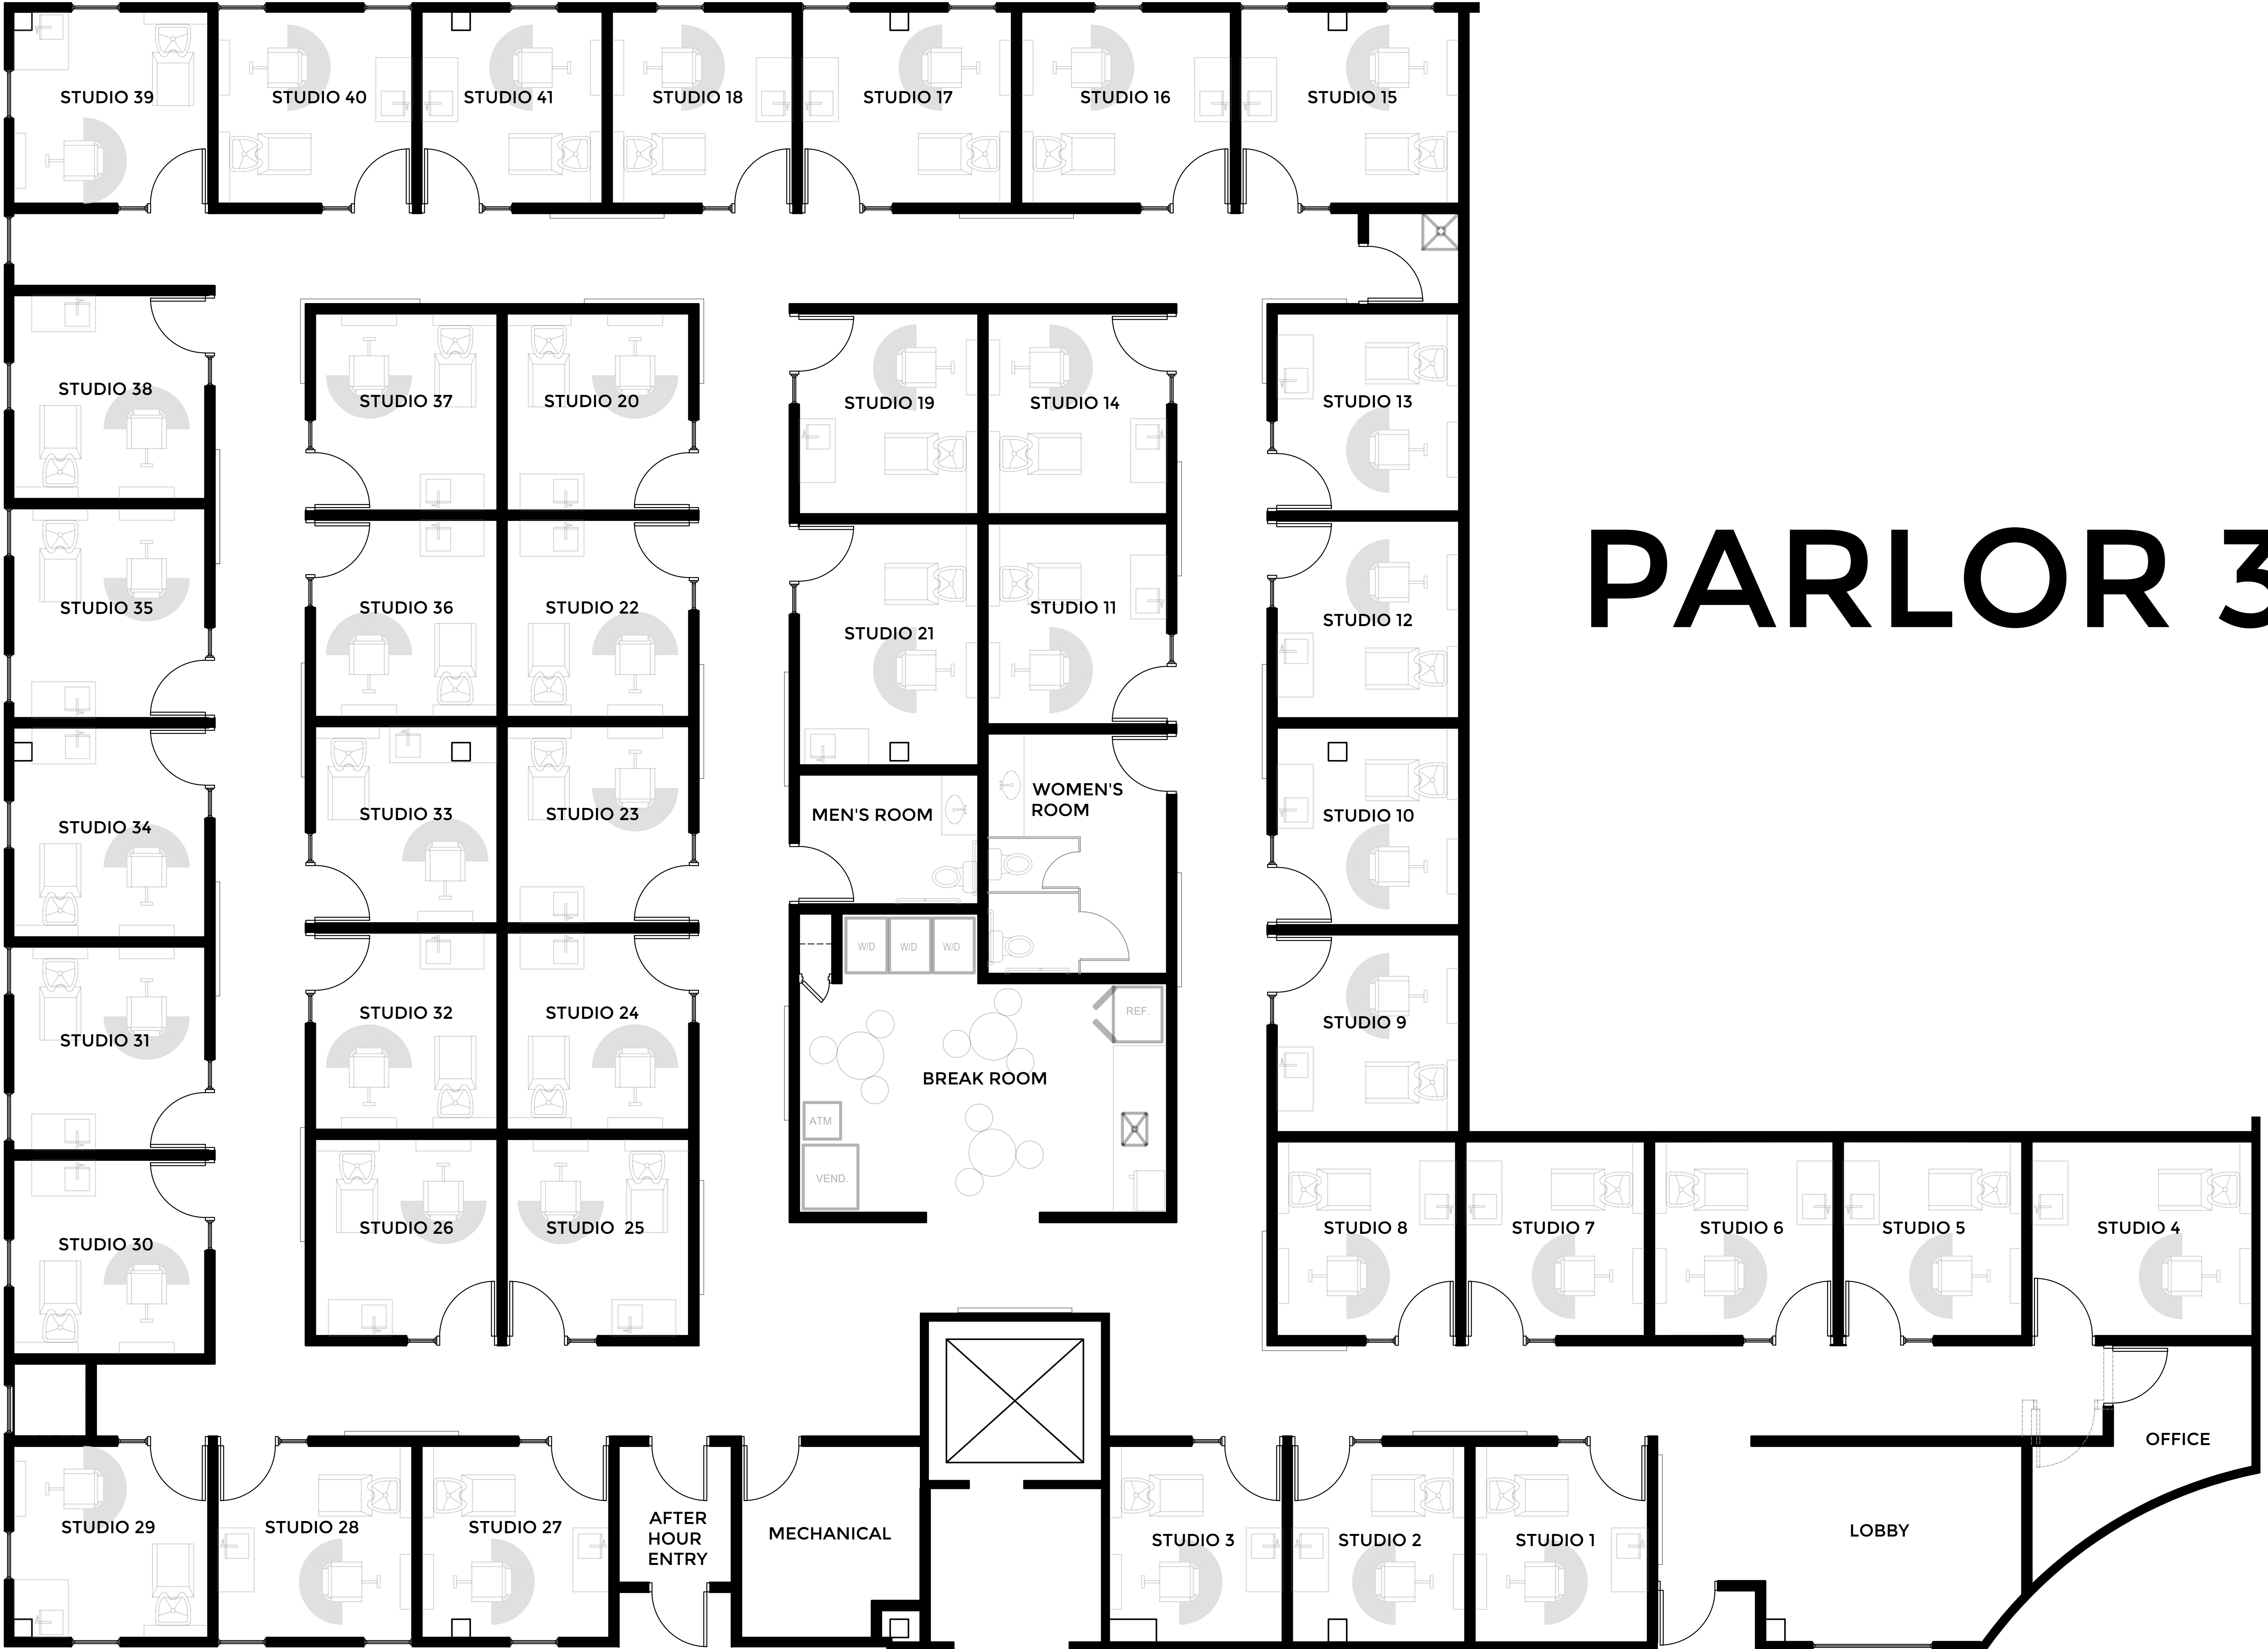 STUDIO 39
STUDIO 40
STUDIO 41
STUDIO 18
STUDIO 17
STUDIO 16
STUDIO 15
STUDIO 38
STUDIO 37
STUDIO 20
STUDIO 19
STUDIO 14
STUDIO 13
PARLOR 3
STUDIO 35
STUDIO 36
STUDIO 22
STUDIO 21
STUDIO 11
STUDIO 12
STUDIO 34
STUDIO 33
STUDIO 23
MEN'S ROOM
WOMEN'S
ROOM
STUDIO 10
W/D
W/D
W/D
STUDIO 31
STUDIO 32
STUDIO 24
REF.
STUDIO 9
BREAK ROOM
ATM
VEND.
STUDIO 30
STUDIO 26
STUDIO 25
STUDIO 8
STUDIO 7
STUDIO 6
STUDIO 5
STUDIO 4
OFFICE
STUDIO 29
STUDIO 28
STUDIO 27
AFTER
HOUR
ENTRY
MECHANICAL
STUDIO 3
STUDIO 2
STUDIO 1
LOBBY